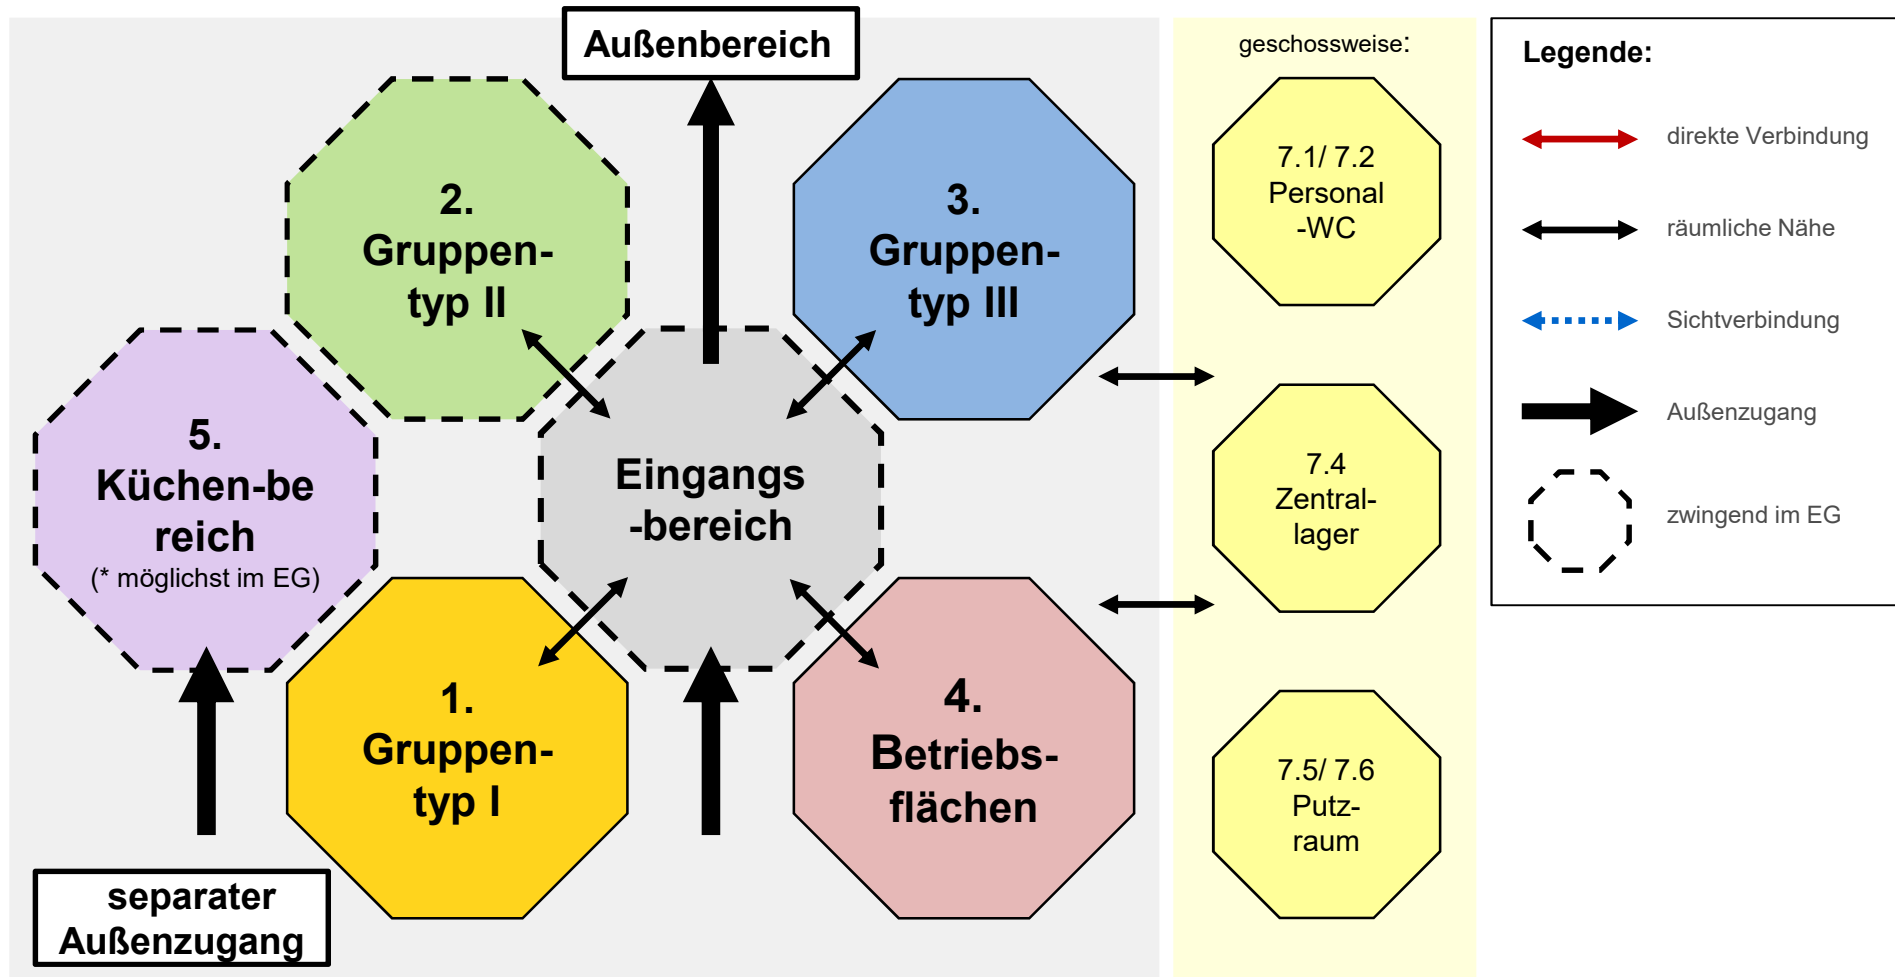 Außenbereich
2.
Gruppen-
typ II
3.
Gruppen-
typ III
5.
Küchen-be
reich
(* möglichst im EG)
Eingangs
-bereich
1.
Gruppen-
typ I
4.
Betriebs-
flächen
separater
Außenzugang
geschossweise:
7.1/ 7.2
Personal
-WC
7.4
Zentral-
lager
7.5/ 7.6
Putz-
raum
Legende:
direkte Verbindung
räumliche Nähe
Sichtverbindung
Außenzugang
zwingend im EG